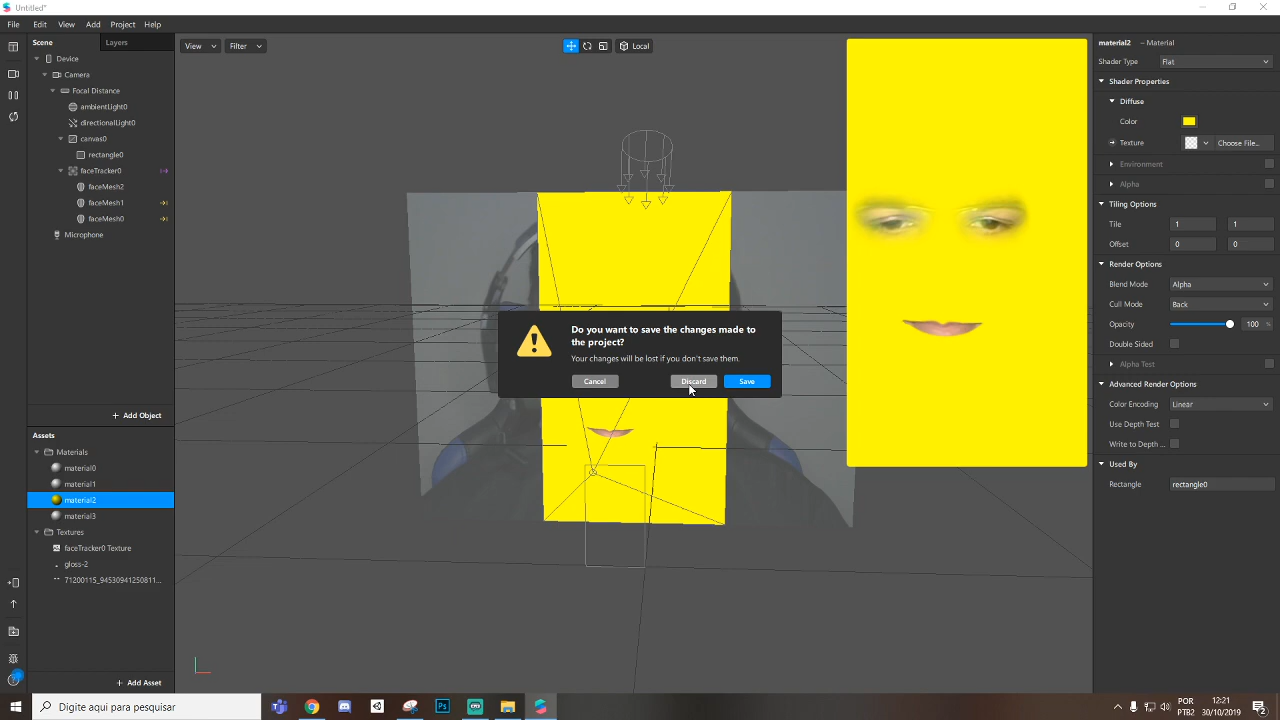 Untitled*
File Edit View Add Project Help
Scene Layers
Device
Camera
Focal Distance
ambientLight0
directionalLight0
canvas0
rectangle0
faceTracker0
faceMesh2
faceMesh1
faceMesh0
Microphone
+ Add Object
Assets
Materials
material0
material1
material2
material3
Textures
faceTracker0 Texture
gloss-2
71200115_94530941250811...
+ Add Asset
View Filter Local
Do you want to save the changes made to
the project?
Your changes will be lost if you don't save them.
Cancel Discard Save
material2 – Material
Shader Type Flat
Shader Properties
Diffuse
Color
Texture Choose File...
Environment
Alpha
Tiling Options
Tile 1 1
Offset 0 0
Render Options
Blend Mode Alpha
Cull Mode Back
Opacity 100 %
Double Sided
Alpha Test
Advanced Render Options
Color Encoding Linear
Use Depth Test
Write to Depth ...
Used By
Rectangle rectangle0
Digite aqui para pesquisar
POR
PTB2
12:21
30/10/2019
2